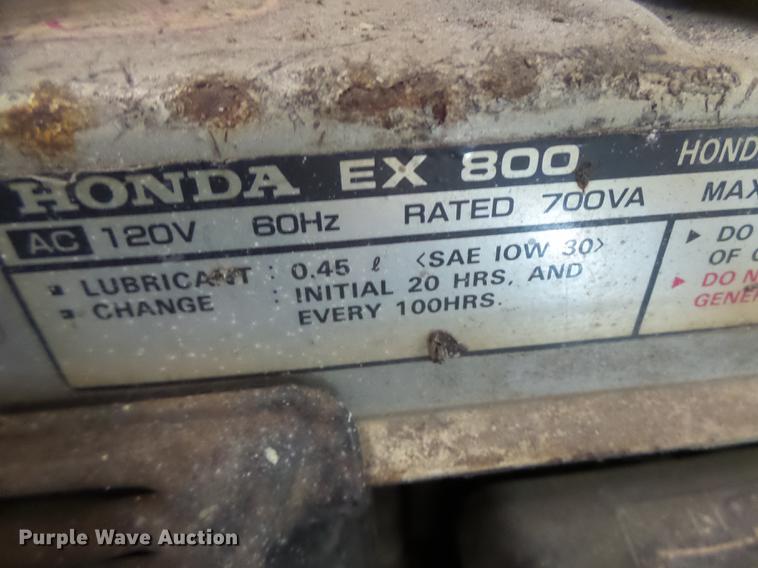 HONDA EX 800 HOND
AC 120V 60Hz RATED 700VA MAX
LUBRICANT : 0.45 ℓ <SAE IOW 30>
CHANGE : INITIAL 20 HRS, AND
EVERY 100HRS.
▶ DO
OF
▶ DO N
GENE
Purple Wave Auction